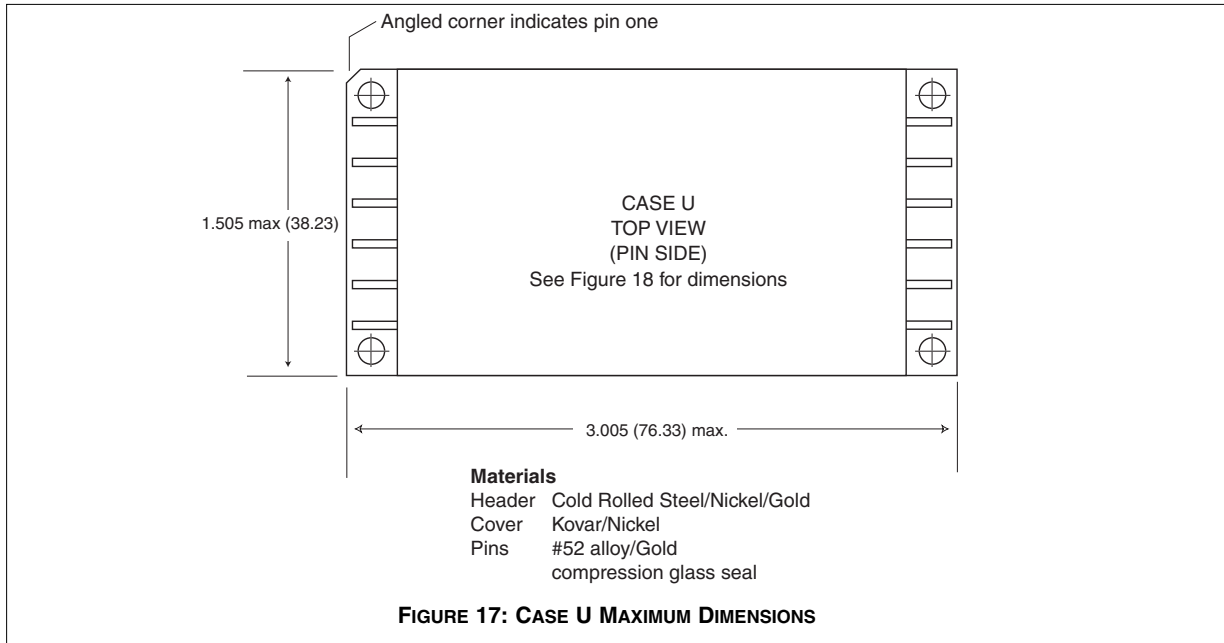 Angled corner indicates pin one
1.505 max (38.23)
CASE U
TOP VIEW
(PIN SIDE)
See Figure 18 for dimensions
3.005 (76.33) max.
Materials
Header Cold Rolled Steel/Nickel/Gold
Cover Kovar/Nickel
Pins #52 alloy/Gold
compression glass seal
FIGURE 17: CASE U MAXIMUM DIMENSIONS